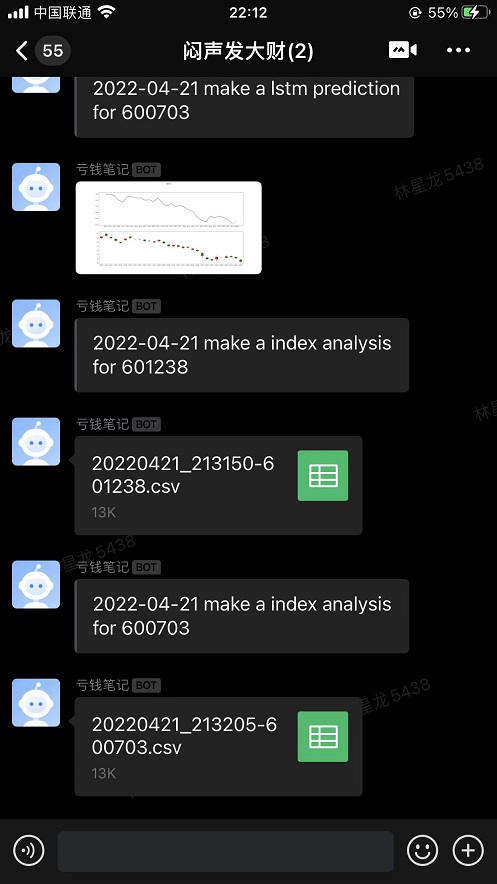 中国联通
22:12
55%
55
闷声发大财(2)
2022-04-21 make a lstm prediction
for 600703
亏钱笔记 BOT
林星龙 5438
亏钱笔记 BOT
2022-04-21 make a index analysis
for 601238
亏钱笔记 BOT
20220421_213150-6
01238.csv
13K
星龙 5438
亏钱笔记 BOT
2022-04-21 make a index analysis
for 600703
亏钱笔记 BOT
星龙 5438
20220421_213205-6
00703.csv
13K